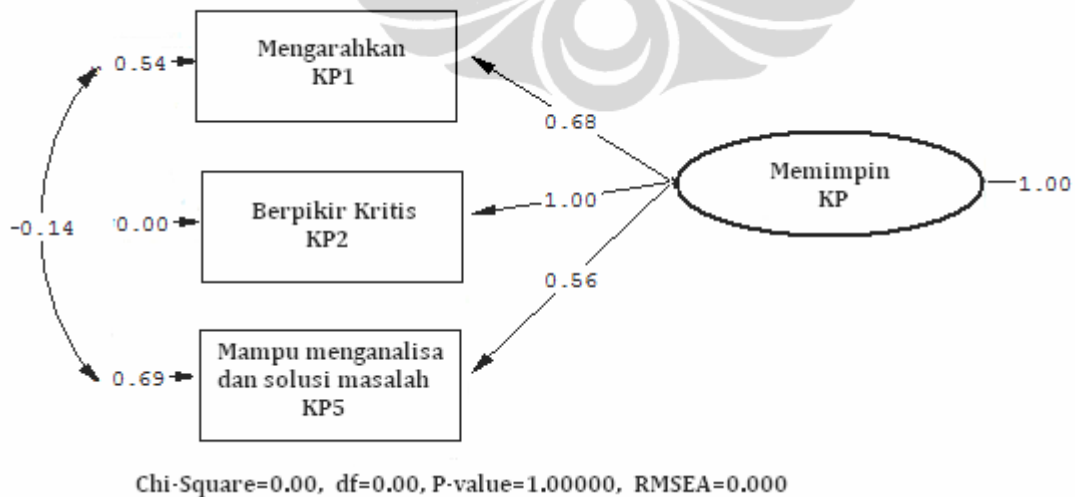 0.54
Mengarahkan
KP1
0.68
Memimpin
KP
1.00
-0.14
0.00
Berpikir Kritis
KP2
1.00
0.56
0.69
Mampu menganalisa
dan solusi masalah
KP5
Chi-Square=0.00, df=0.00, P-value=1.00000, RMSEA=0.000